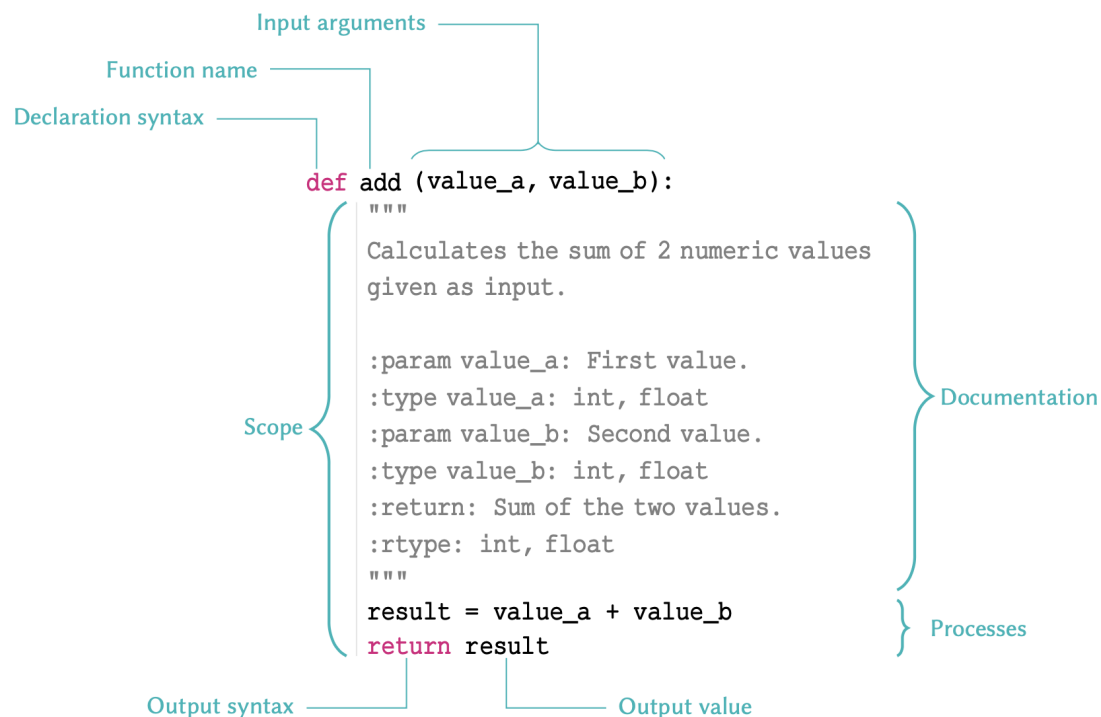 Input arguments
Function name
Declaration syntax
def add (value_a, value_b):
"""
Calculates the sum of 2 numeric values
given as input.
:param value_a: First value.
:type value_a: int, float
Documentation
:param value_b: Second value.
Scope
:type value_b: int, float
:return: Sum of the two values.
:rtype: int, float
"""
result = value_a + value_b
Processes
return result
Output syntax
Output value